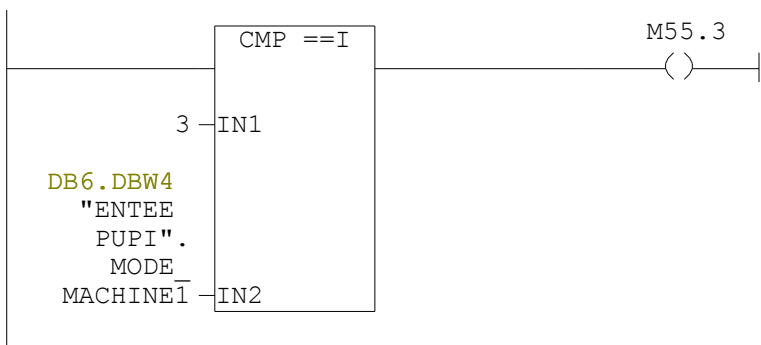 CMP ==I
M55.3
( )
3
IN1
DB6.DBW4
"ENTEE
PUPI".
MODE_
MACHINE1
IN2